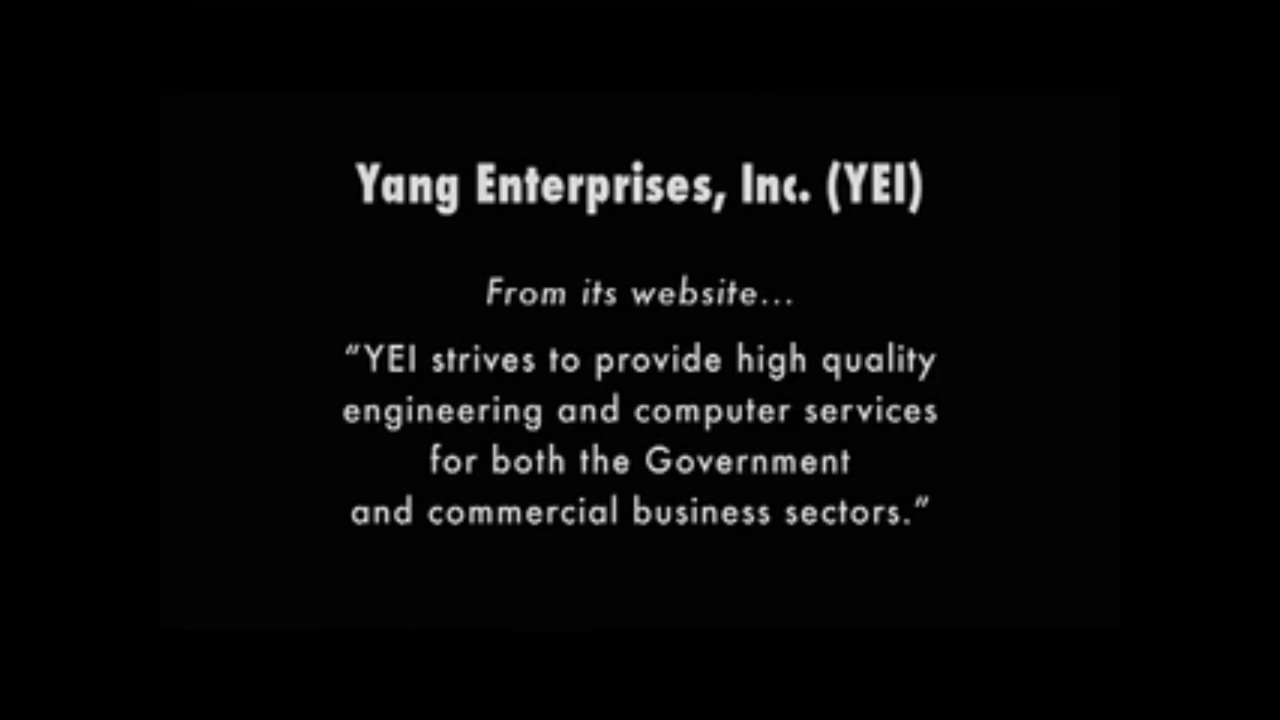 Yang Enterprises, Inc. (YEI)
From its website...
“YEI strives to provide high quality
engineering and computer services
for both the Government
and commercial business sectors.”